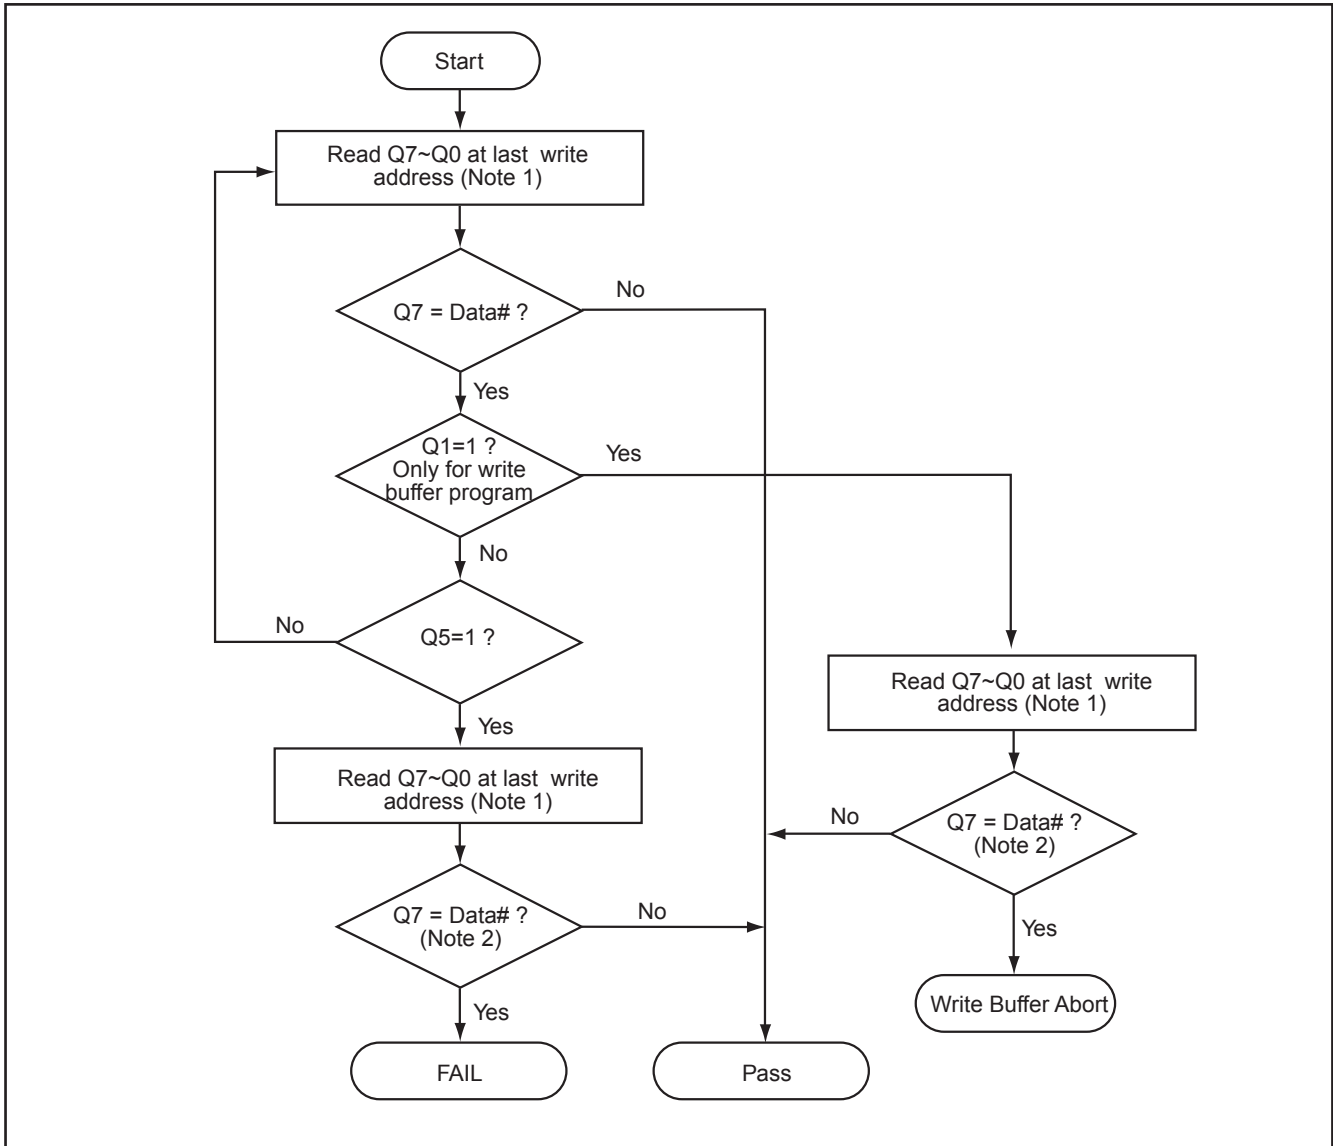 Start
Read Q7~Q0 at last  write
address (Note 1)
Q7 = Data# ?
No
Yes
Q1=1 ?
Only for write
buffer program
Yes
No
Q5=1 ?
No
Yes
Read Q7~Q0 at last  write
address (Note 1)
Read Q7~Q0 at last  write
address (Note 1)
Q7 = Data# ?
(Note 2)
No
Yes
Q7 = Data# ?
(Note 2)
No
Yes
Write Buffer Abort
FAIL
Pass